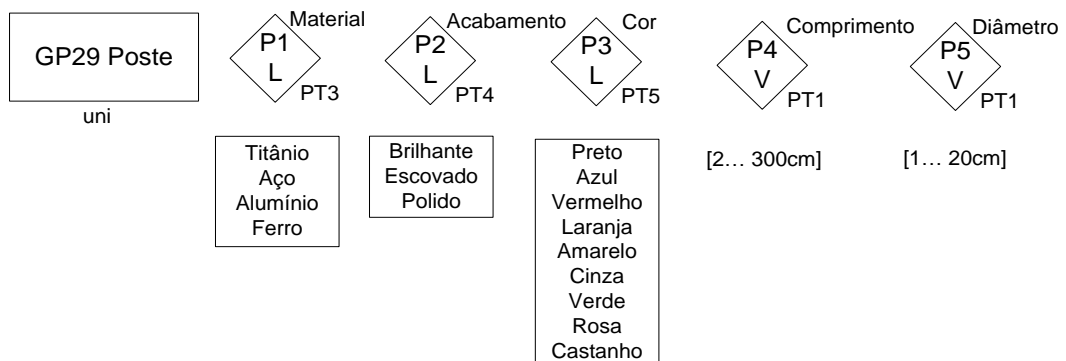 GP29 Poste
uni
Material
P1
L
PT3
Titânio
Aço
Alumínio
Ferro
Acabamento
P2
L
PT4
Brilhante
Escovado
Polido
Cor
P3
L
PT5
Preto
Azul
Vermelho
Laranja
Amarelo
Cinza
Verde
Rosa
Castanho
Comprimento
P4
V
PT1
[2… 300cm]
Diâmetro
P5
V
PT1
[1… 20cm]